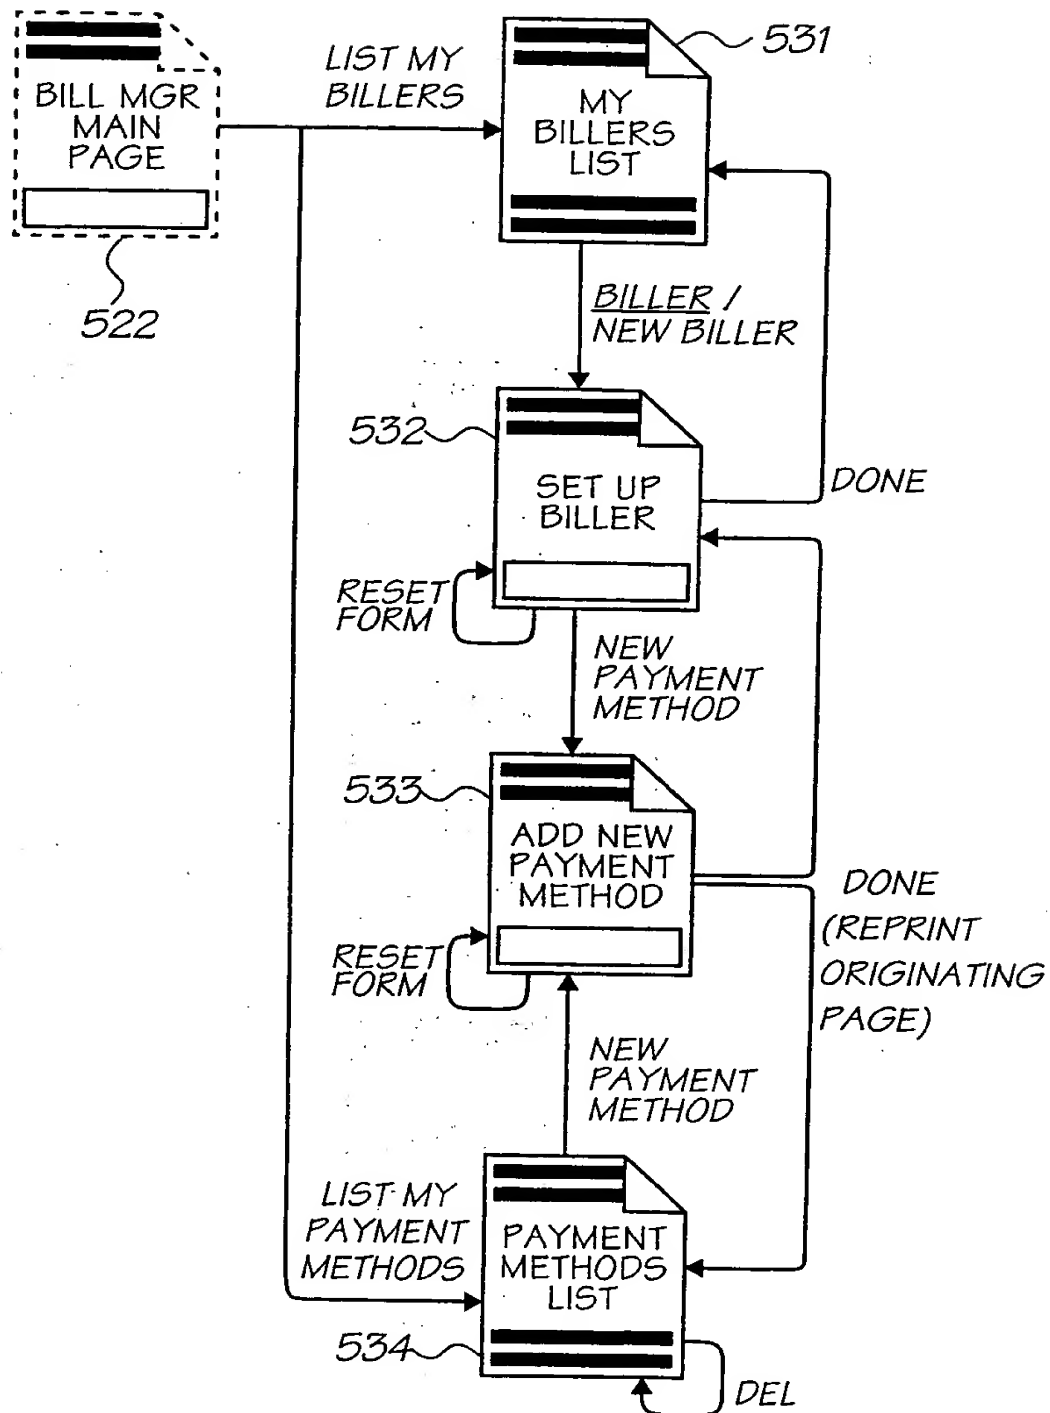 BILL MGR
MAIN
PAGE
522
LIST MY
BILLERS
531
MY
BILLERS
LIST
BILLER /
NEW BILLER
532
SET UP
BILLER
DONE
RESET
FORM
NEW
PAYMENT
METHOD
533
ADD NEW
PAYMENT
METHOD
DONE
(REPRINT
ORIGINATING
PAGE)
RESET
FORM
NEW
PAYMENT
METHOD
LIST MY
PAYMENT
METHODS
PAYMENT
METHODS
LIST
534
DEL